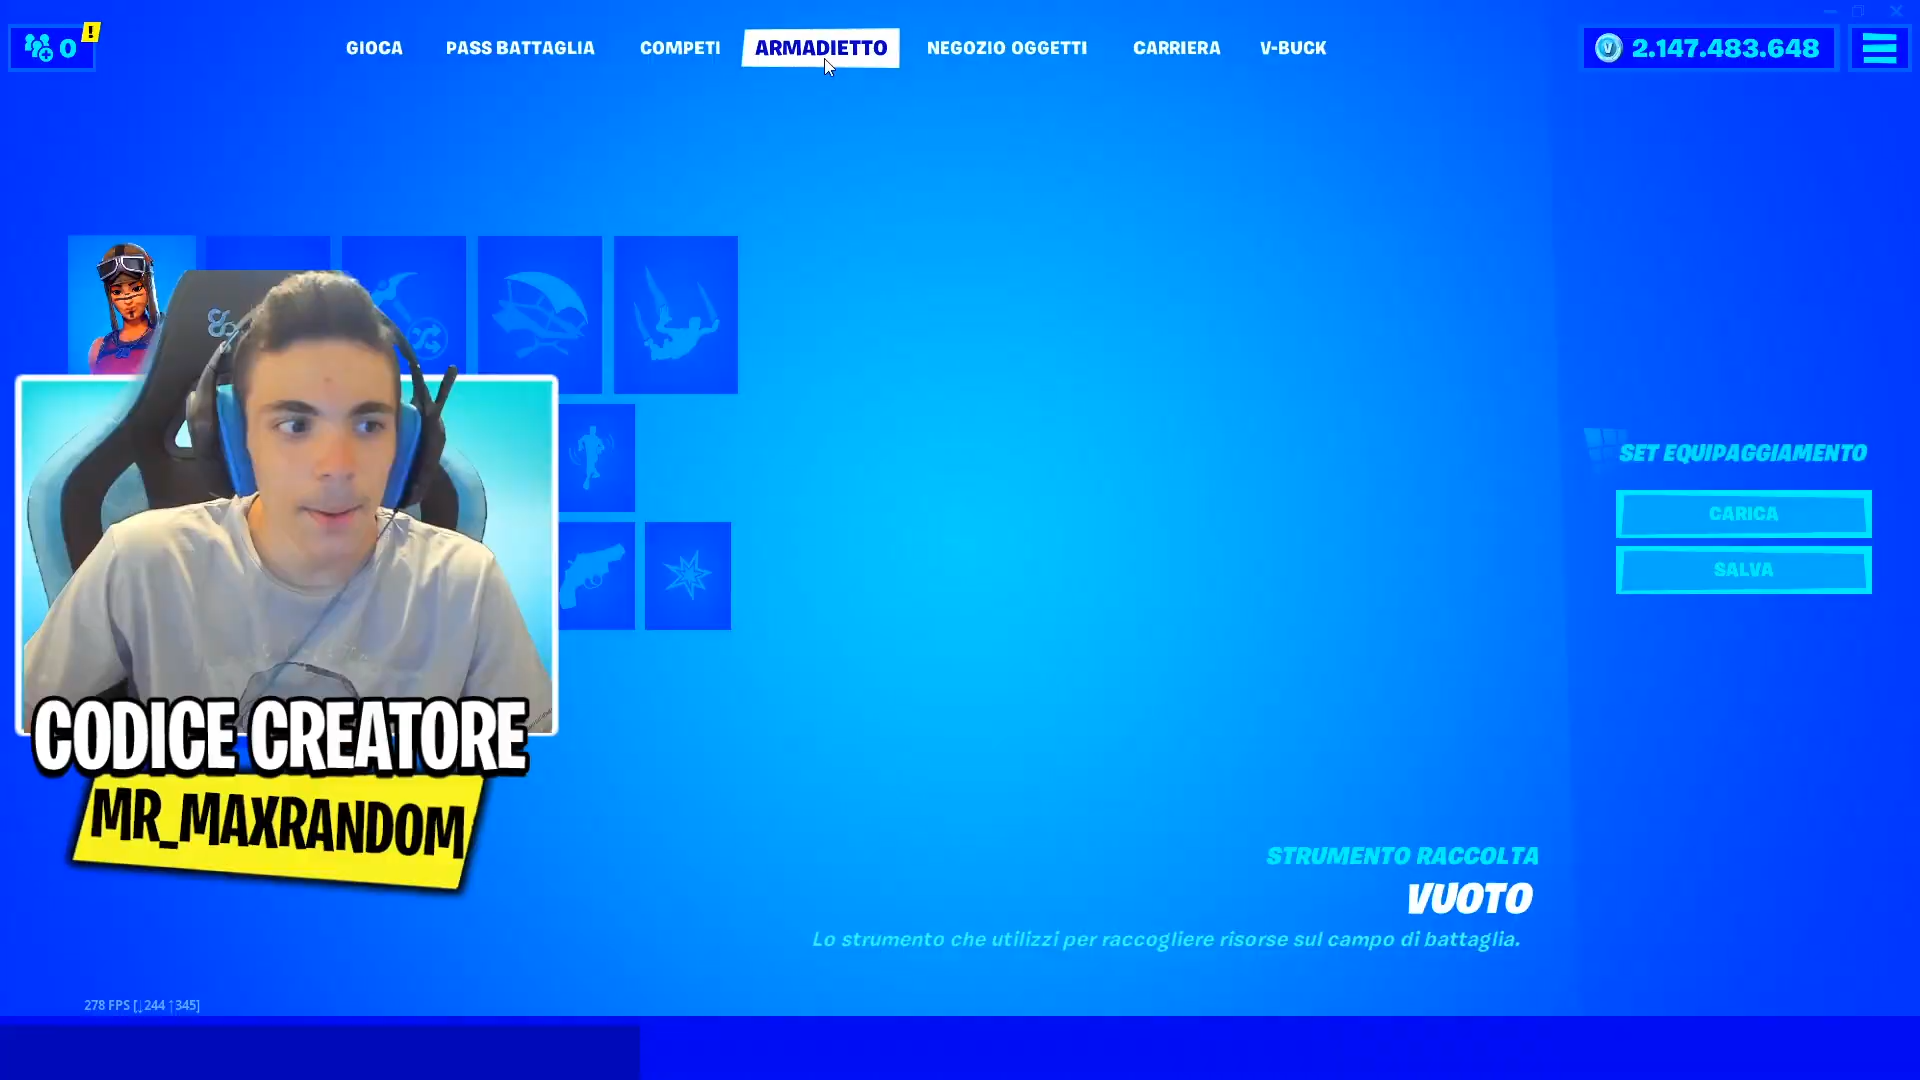 0
!
GIOCA
PASS BATTAGLIA
COMPETI
ARMADIETTO
NEGOZIO OGGETTI
CARRIERA
V-BUCK
2.147.483.648
SET EQUIPAGGIAMENTO
CARICA
SALVA
CODICE CREATORE
MR_MAXRANDOM
STRUMENTO RACCOLTA
VUOTO
Lo strumento che utilizzi per raccogliere risorse sul campo di battaglia.
278 FPS [↓244 ↑345]